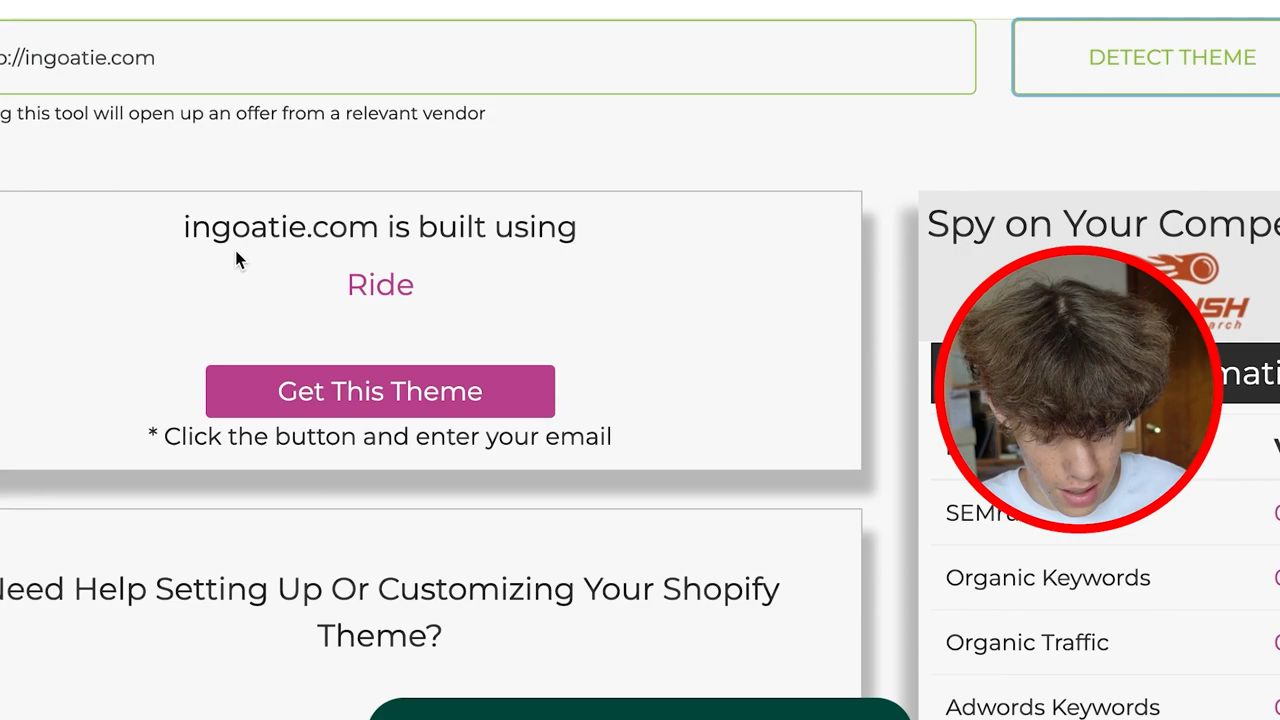 ://ingoatie.com
DETECT THEME
this tool will open up an offer from a relevant vendor
ingoatie.com is built using
Spy on Your
Ride
Get This Theme
* Click the button and enter your email
Need Help Setting Up Or Customizing Your Shopify
Theme?
Organic Keywords
Organic Traffic
Adwords Keywords